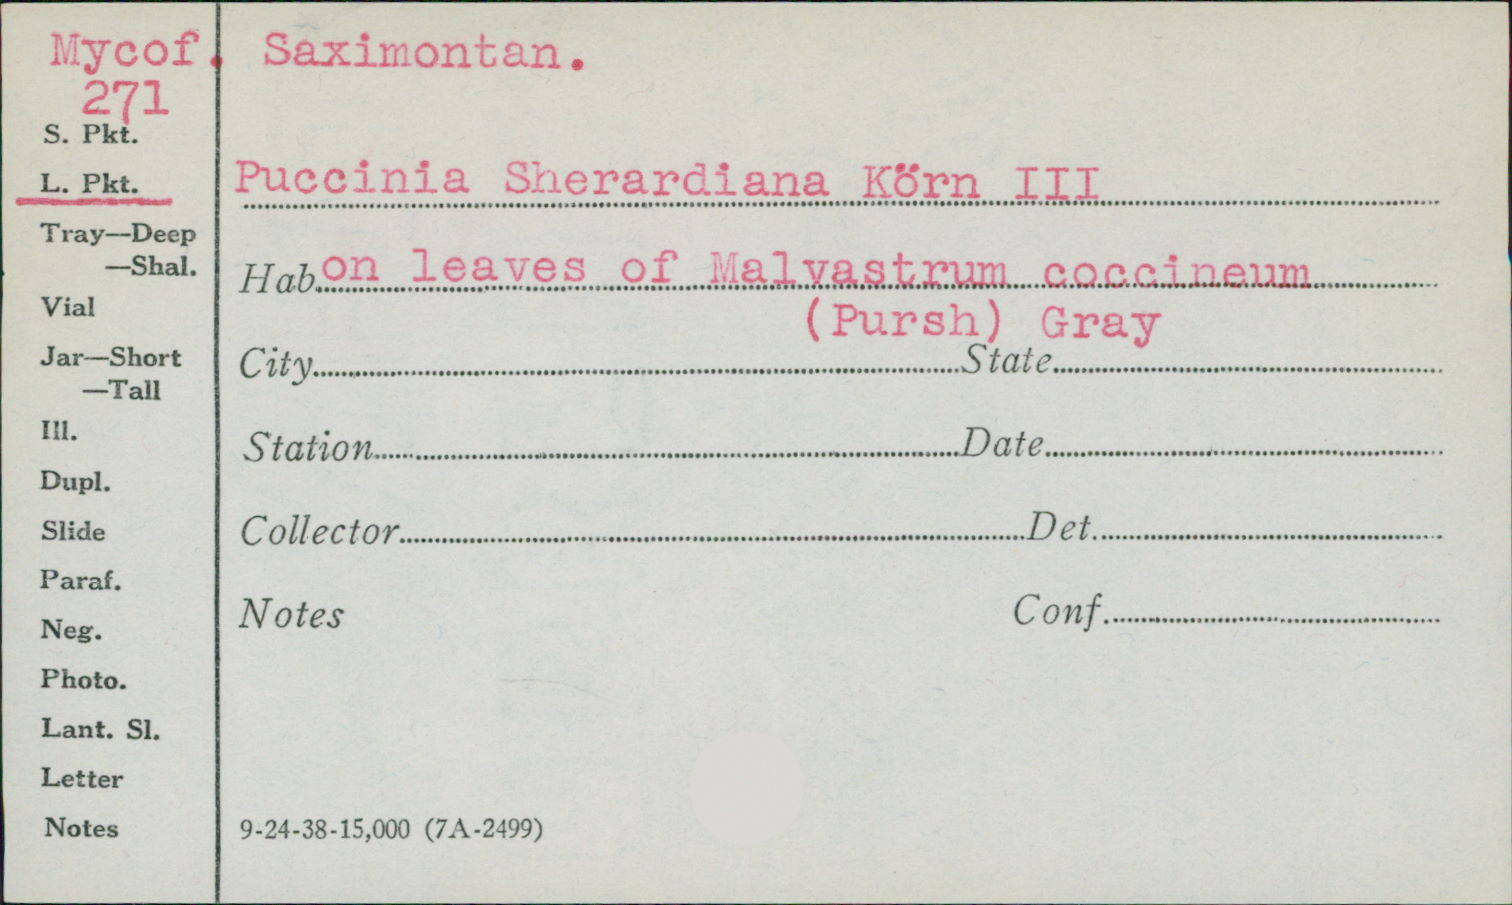 Mycof. Saximontan.
271
S. Pkt.
L. Pkt.
Puccinia Sherardiana Körn III
Tray—Deep
—Shal.
Hab. on leaves of Malvastrum coccineum
(Pursh) Gray
Vial
Jar—Short
—Tall
City State
Ill.
Station Date
Dupl.
Slide
Collector Det.
Paraf.
Neg.
Notes Conf.
Photo.
Lant. Sl.
Letter
Notes
9-24-38-15,000 (7A-2499)